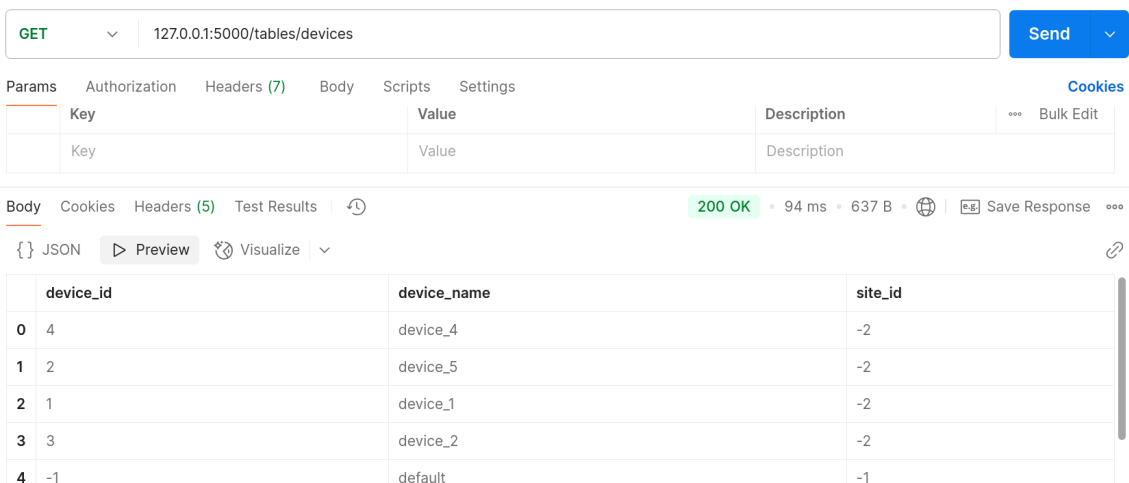 GET 127.0.0.1:5000/tables/devices Send
Params Authorization Headers (7) Body Scripts Settings Cookies
Key Value Description Bulk Edit
Key Value Description
Body Cookies Headers (5) Test Results 200 OK 94 ms 637 B e.g. Save Response
{} JSON Preview Visualize
device_id device_name site_id
0 4 device_4 -2
1 2 device_5 -2
2 1 device_1 -2
3 3 device_2 -2
4 -1 default -1